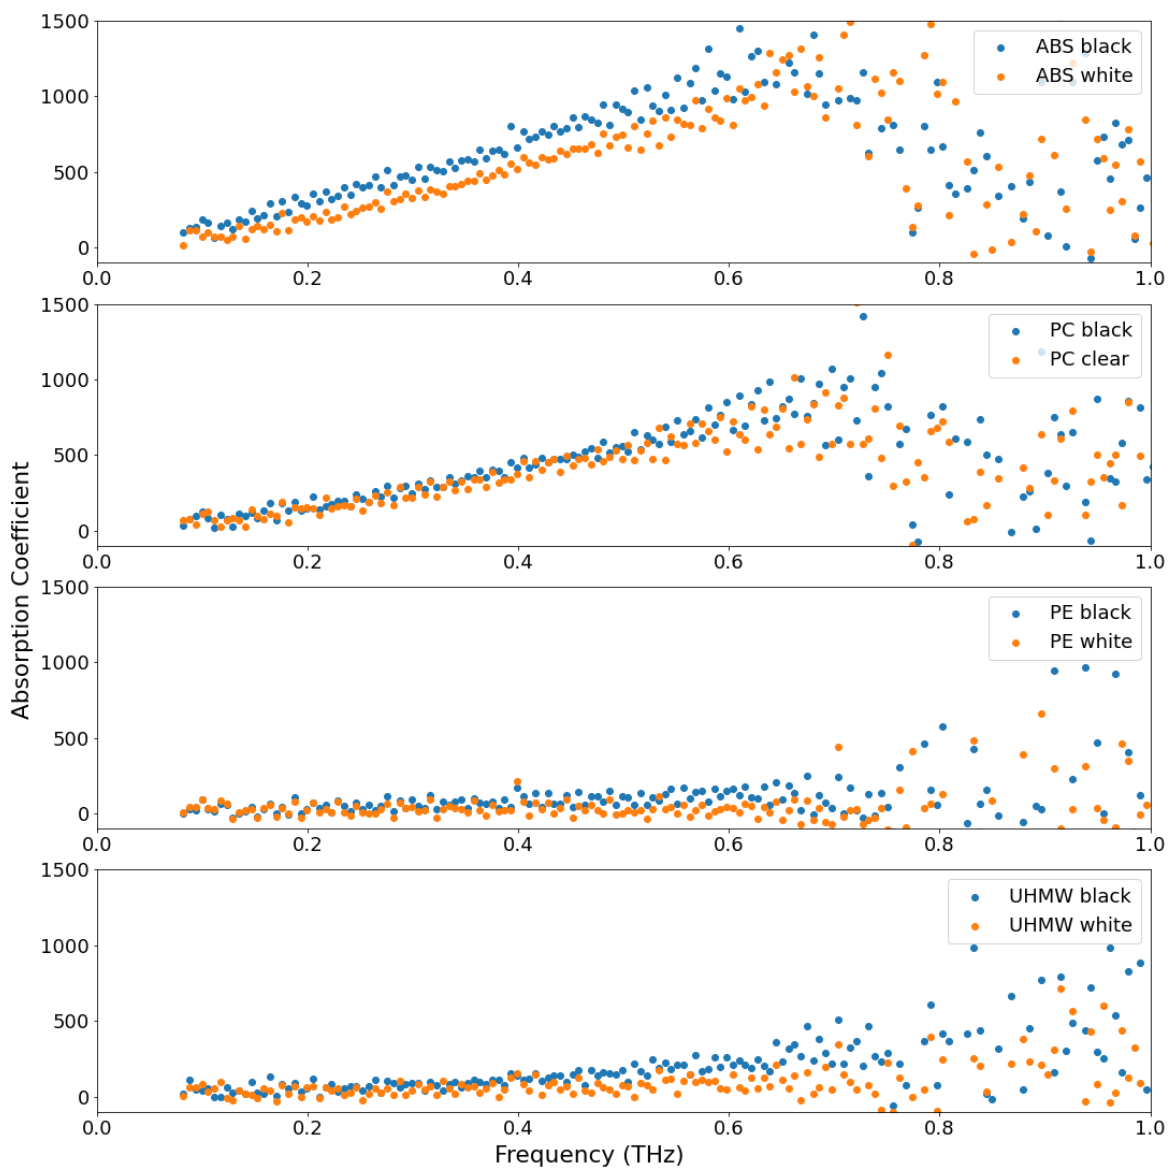 1500
1000
500
0
0.0 0.2 0.4 0.6 0.8 1.0
ABS black
ABS white
1500
1000
500
0
0.0 0.2 0.4 0.6 0.8 1.0
PC black
PC clear
Absorption Coefficient
1500
1000
500
0
0.0 0.2 0.4 0.6 0.8 1.0
PE black
PE white
1500
1000
500
0
0.0 0.2 0.4 0.6 0.8 1.0
UHMW black
UHMW white
Frequency (THz)